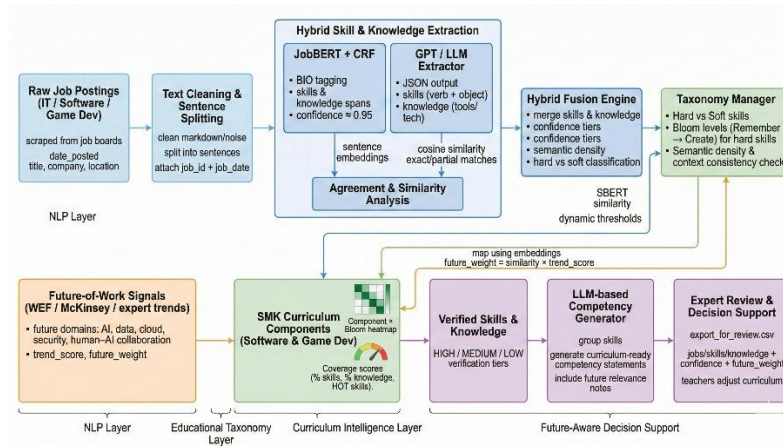 Hybrid Skill & Knowledge Extraction
Raw Job Postings
(IT / Software /
Game Dev)
scraped from job boards
date_posted
title, company, location
NLP Layer
Text Cleaning &
Sentence
Splitting
clean markdown/noise
split into sentences
attach job_id + job_date
JobBERT + CRF
• BIO tagging
• skills &
knowledge spans
• confidence ≈ 0.95
GPT / LLM
Extractor
• JSON output
• skills (verb + object)
• knowledge (tools/
tech)
sentence
embeddings
cosine similarity
exact/partial matches
Agreement & Similarity
Analysis
Hybrid Fusion Engine
• merge skills & knowledge
• confidence tiers
• confidence tiers
• semantic density
• hard vs soft classification
Taxonomy
Manager
• Hard vs Soft skills
• Bloom levels (Remember
→ Create) for hard skills
• Semantic density &
context consistency check
SBERT
similarity
dynamic thresholds
map using embeddings
future_weight = similarity × trend_score
Future-of-Work Signals
(WEF / McKinsey / expert trends)
• future domains: AI, data, cloud,
security, human–AI collaboration
• trend_score, future_weight
SMK Curriculum
Components
(Software & Game Dev)
Component ×
Bloom heatmap
Coverage scores
(% skills, % knowledge,
HOT skills).
Verified Skills &
Knowledge
HIGH / MEDIUM / LOW
verification tiers
LLM-based
Competency
Generator
group skills
generate curriculum-ready
competency statements
include future relevance
notes
Expert Review &
Decision Support
export_for_review.csv
jobs/skills/knowledge +
confidence + future_weight
teachers adjust curriculum
NLP Layer
Educational Taxonomy
Layer
Curriculum Intelligence Layer
Future-Aware Decision Support